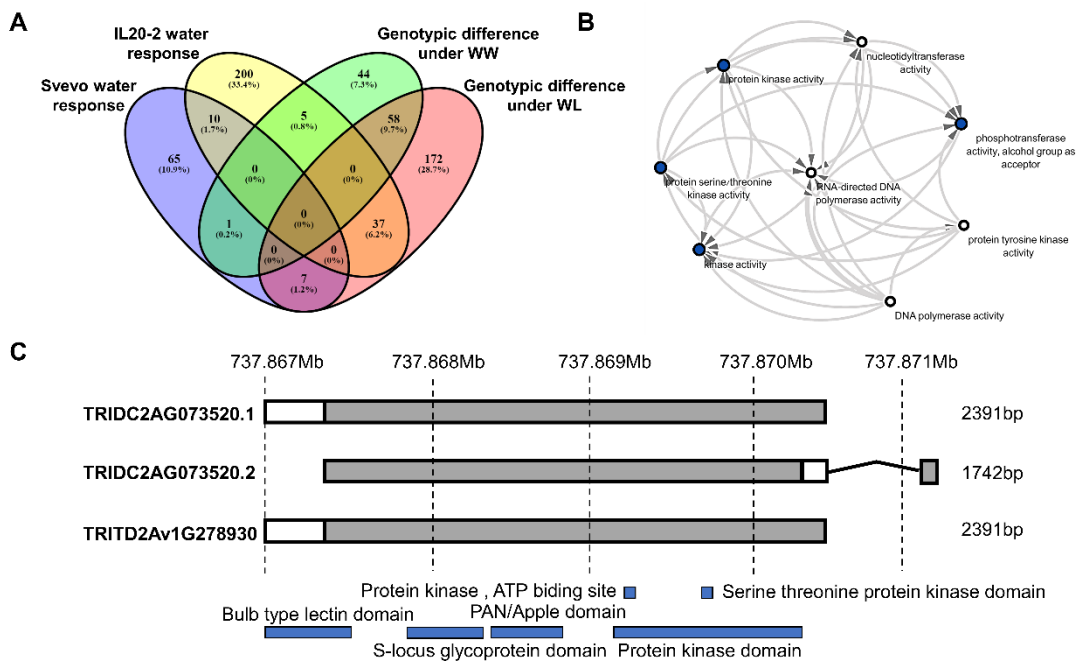 A
IL20-2 water
response
Genotypic difference
under WW
Svevo water
response
Genotypic difference
under WL
200
(33.4%)
44
(7.3%)
10
(1.7%)
5
(0.8%)
58
(9.7%)
65
(10.9%)
0
(0%)
0
(0%)
172
(28.7%)
1
(0.2%)
0
(0%)
37
(6.2%)
0
(0%)
0
(0%)
7
(1.2%)
B
nucleotidyltransferase
activity
protein kinase activity
phosphotransferase
activity, alcohol group as
acceptor
protein serine/threonine
kinase activity
RNA-directed DNA
polymerase activity
protein tyrosine kinase
activity
kinase activity
DNA polymerase activity
C
737.867Mb 737.868Mb 737.869Mb 737.870Mb 737.871Mb
TRIDC2AG073520.1 2391bp
TRIDC2AG073520.2 1742bp
TRITD2Av1G278930 2391bp
Protein kinase , ATP biding site Serine threonine protein kinase domain
Bulb type lectin domain PAN/Apple domain
S-locus glycoprotein domain Protein kinase domain